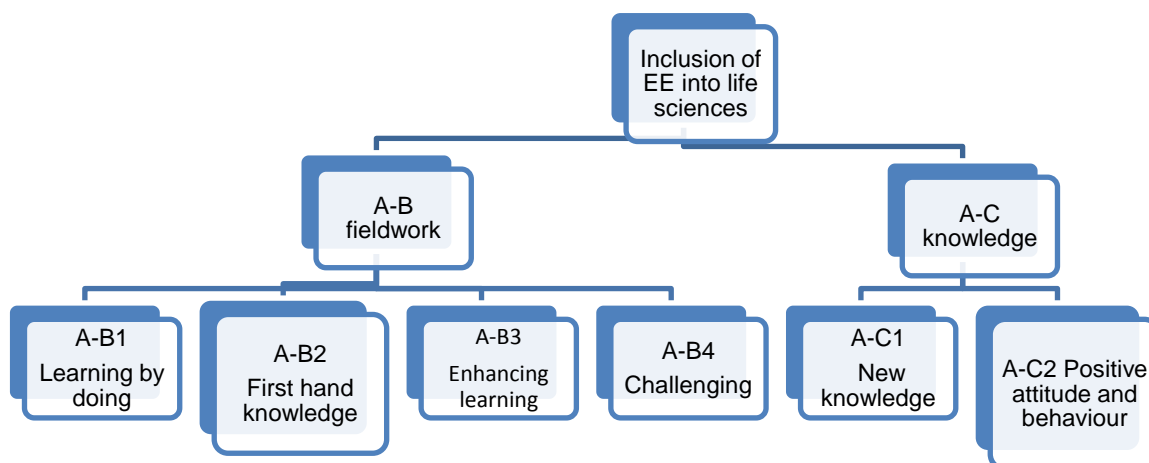 Inclusion of
EE into life
sciences
A-B
fieldwork
A-C
knowledge
A-B1
Learning by
doing
A-B2
First hand
knowledge
A-B3
Enhancing
learning
A-B4
Challenging
A-C1
New
knowledge
A-C2 Positive
attitude and
behaviour